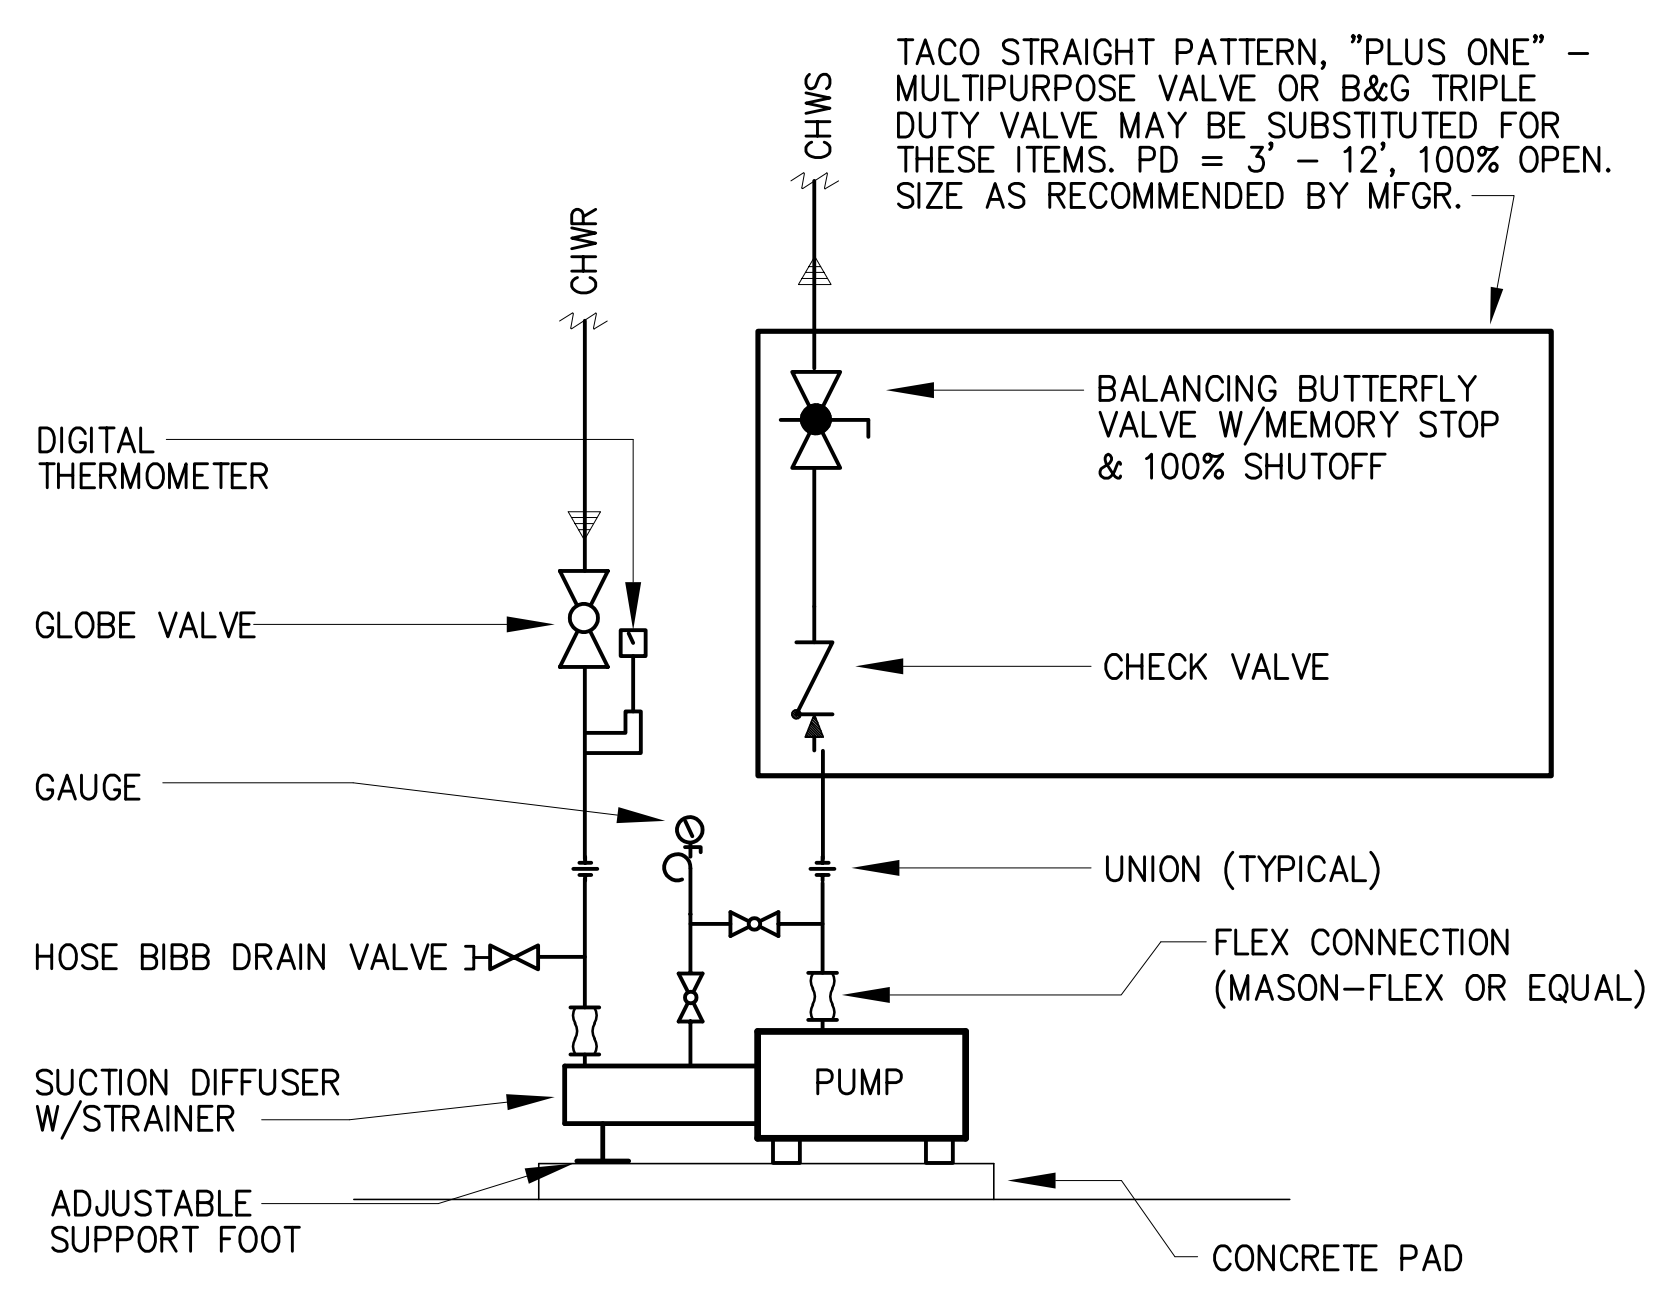 TACO STRAIGHT PATTERN, "PLUS ONE" –
MULTIPURPOSE VALVE OR B&G TRIPLE
DUTY VALVE MAY BE SUBSTITUTED FOR
THESE ITEMS. PD = 3' – 12', 100% OPEN.
SIZE AS RECOMMENDED BY MFGR.
CHWS
CHWR
BALANCING BUTTERFLY
VALVE W/MEMORY STOP
& 100% SHUTOFF
DIGITAL
THERMOMETER
GLOBE VALVE
CHECK VALVE
GAUGE
UNION (TYPICAL)
HOSE BIBB DRAIN VALVE
FLEX CONNECTION
(MASON–FLEX OR EQUAL)
PUMP
SUCTION DIFFUSER
W/STRAINER
ADJUSTABLE
SUPPORT FOOT
CONCRETE PAD